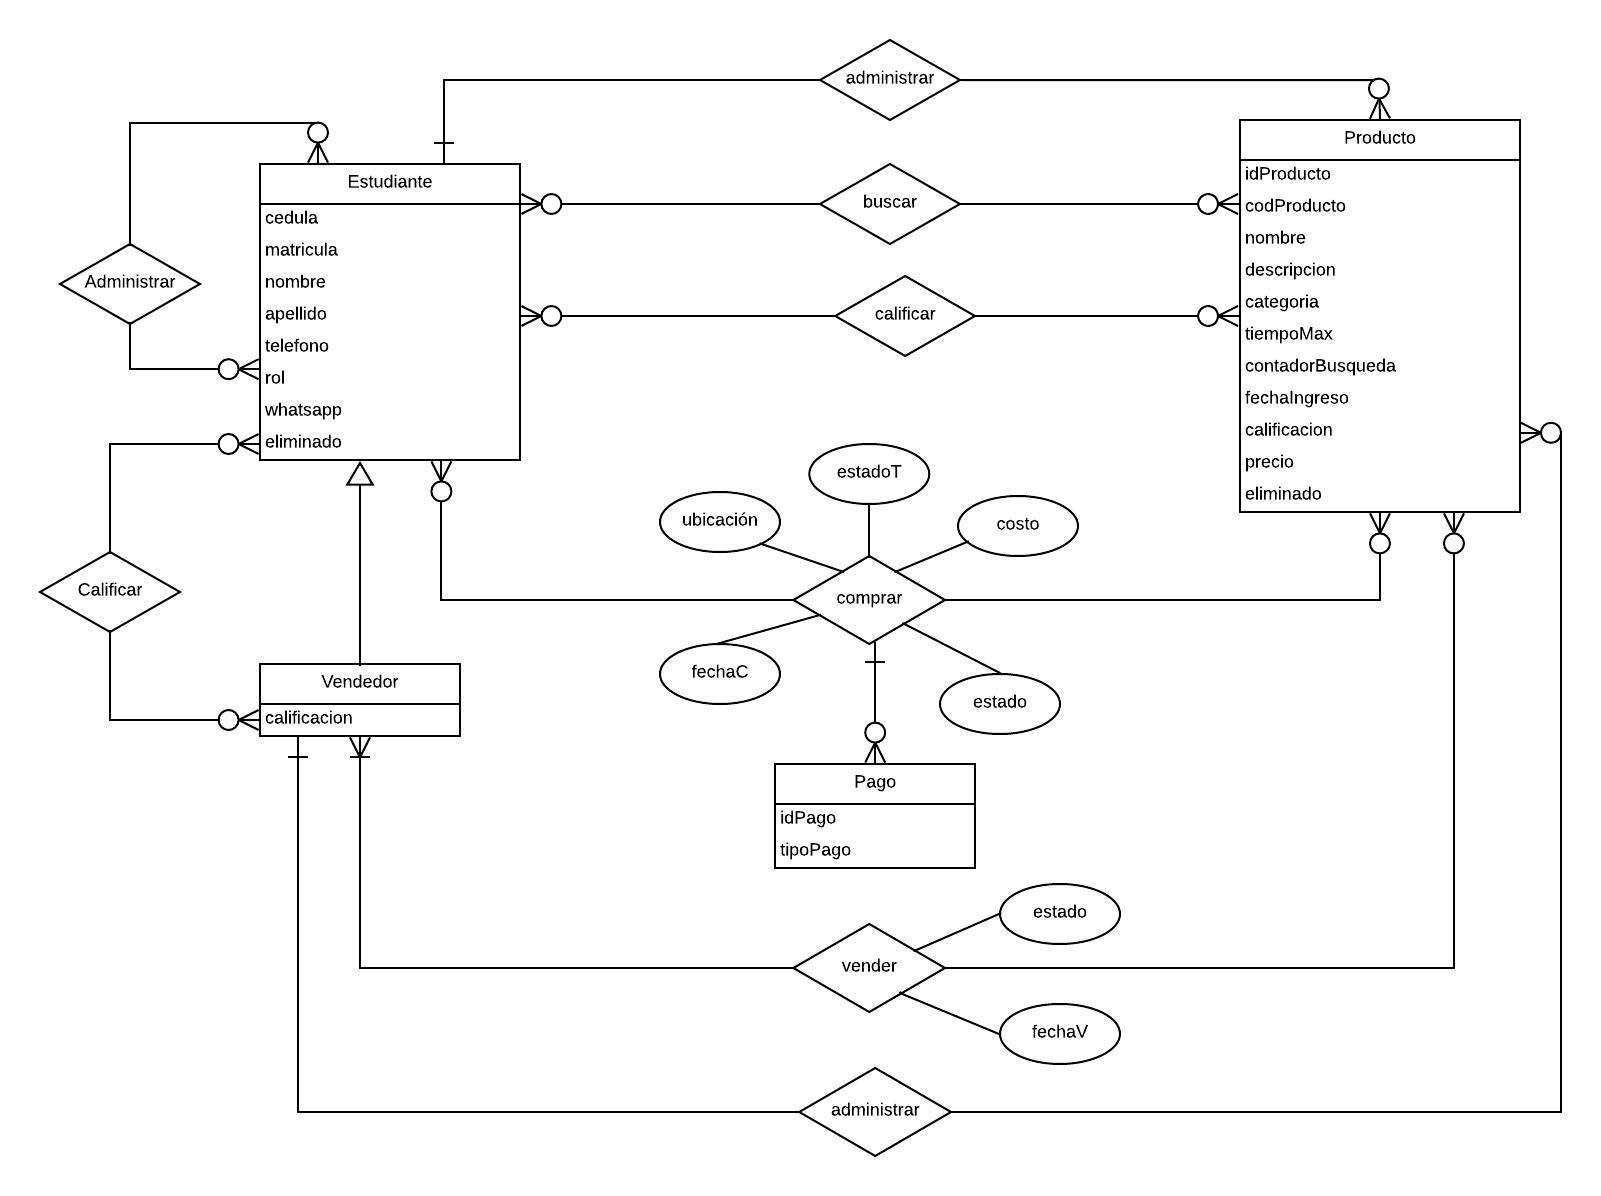 administrar
Producto
idProducto
codProducto
nombre
descripcion
categoria
tiempoMax
contadorBusqueda
fechaIngreso
calificacion
precio
eliminado
buscar
calificar
Estudiante
cedula
matricula
nombre
apellido
telefono
rol
whatsapp
eliminado
Administrar
Calificar
estadoT
ubicación
costo
comprar
fechaC
estado
Vendedor
calificacion
Pago
idPago
tipoPago
estado
vender
fechaV
administrar